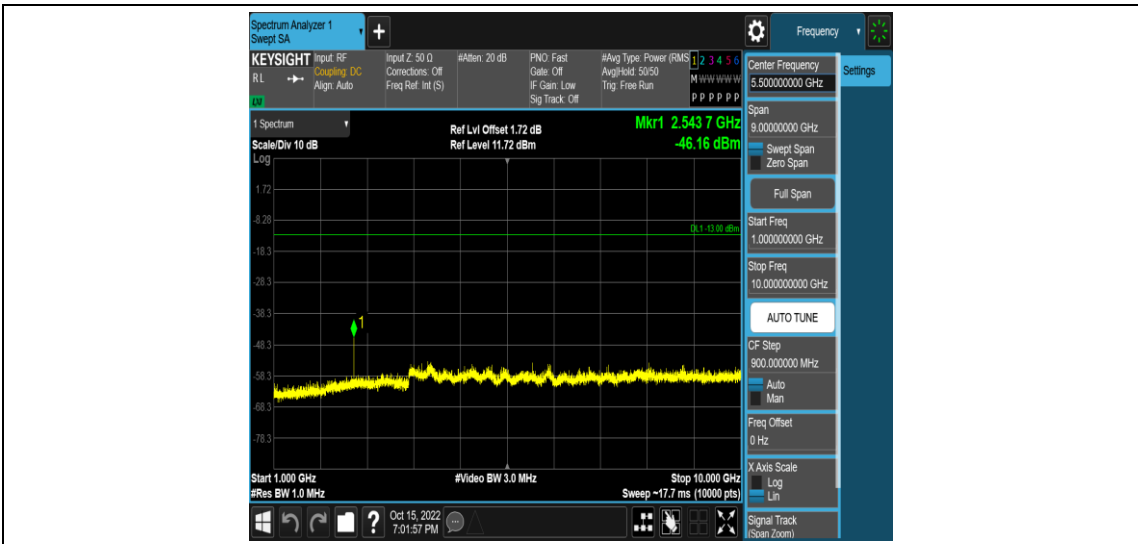 Spectrum Analyzer 1
Swept SA
+
Frequency
KEYSIGHT
RL
LXI
Input: RF
Coupling: DC
Align: Auto
Input Z: 50 Ω
Corrections: Off
Freq Ref: Int (S)
#Atten: 20 dB
PNO: Fast
Gate: Off
IF Gain: Low
Sig Track: Off
#Avg Type: Power (RMS
Avg|Hold: 50/50
Trig: Free Run
1 2 3 4 5 6
M W W W W W
P P P P P P
Center Frequency
5.500000000 GHz
Settings
1 Spectrum
Scale/Div 10 dB
Ref Lvl Offset 1.72 dB
Ref Level 11.72 dBm
Mkr1 2.543 7 GHz
-46.16 dBm
Span
9.00000000 GHz
Swept Span
Zero Span
Full Span
Start Freq
1.000000000 GHz
Stop Freq
10.000000000 GHz
AUTO TUNE
CF Step
900.000000 MHz
Auto
Man
Freq Offset
0 Hz
X Axis Scale
Log
Lin
Signal Track
(Span Zoom)
Log
1.72
-8.28
DL1 -13.00 dBm
-18.3
-28.3
-38.3
1
-48.3
-58.3
-68.3
-78.3
Start 1.000 GHz
#Video BW 3.0 MHz
Stop 10.000 GHz
#Res BW 1.0 MHz
Sweep ~17.7 ms (10000 pts)
?
Oct 15, 2022
7:01:57 PM